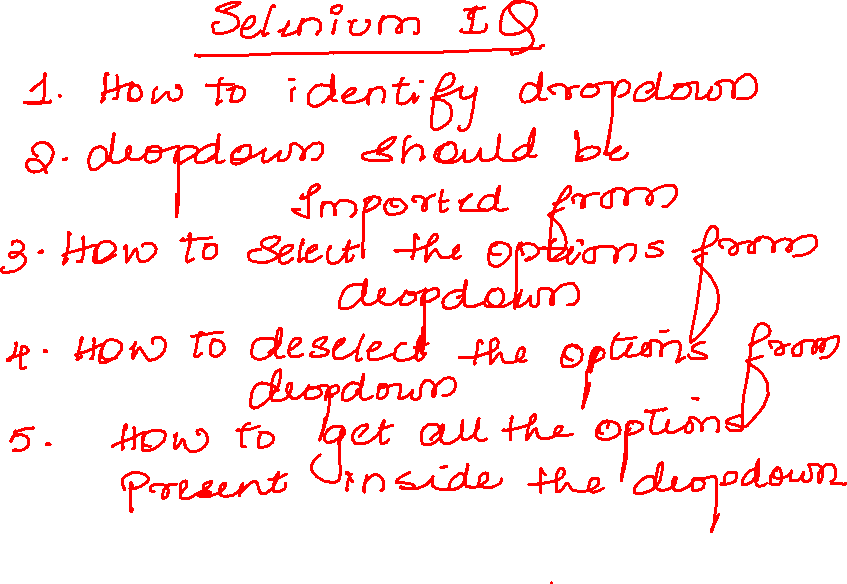 Selenium IQ
1. How to identify dropdown
2. dropdown should be
Imported from
3. How to select the options from
dropdown
4. How to deselect the options from
dropdown
5. How to get all the options
Present inside the dropdown